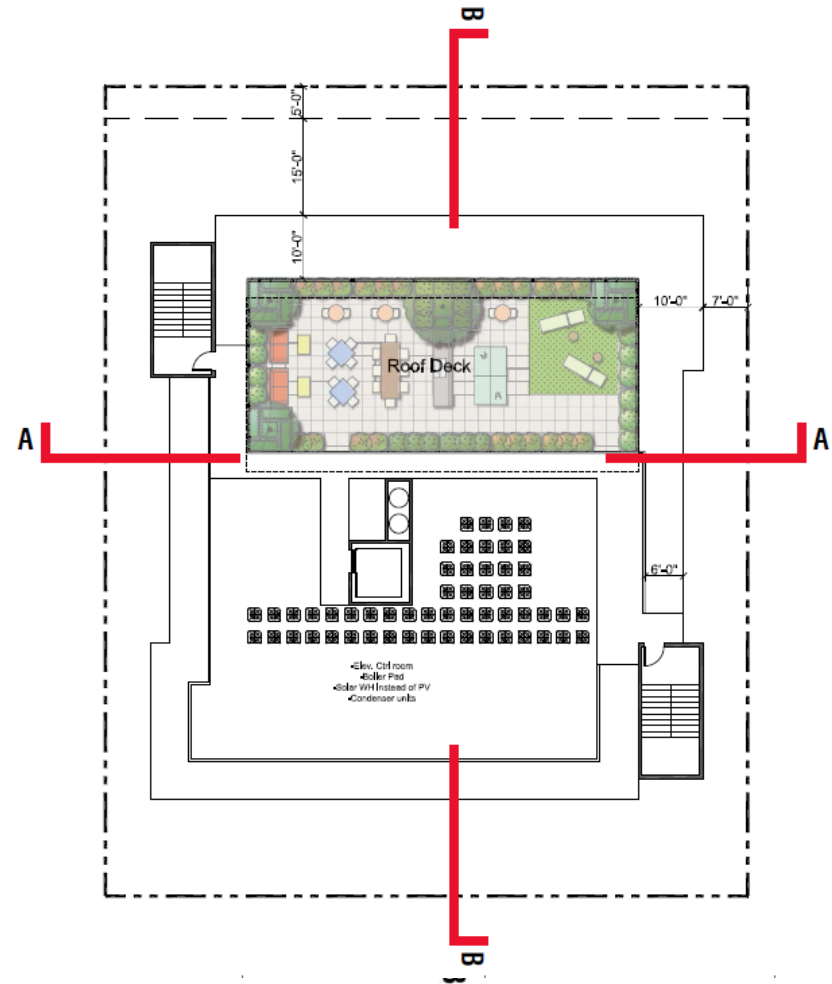 B
5'-0"
15'-0"
10'-0"
10'-0"
7'-0"
Roof Deck
A
A
6'-0"
•Elev. Ctrl room
•Boiler Pad
•Solar WH Instead of PV
•Condenser units
B